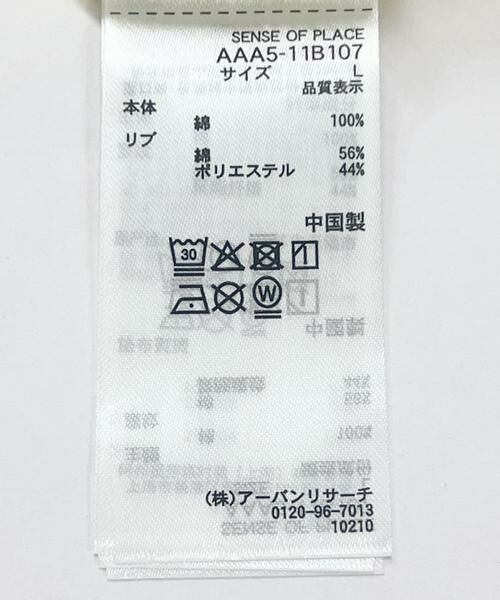 SENSE OF PLACE
AAA5-11B107
サイズ L
品質表示
本体
綿 100%
リブ
綿 56%
ポリエステル 44%
中国製
30
W
(株)アーバンリサーチ
0120-96-7013
10210